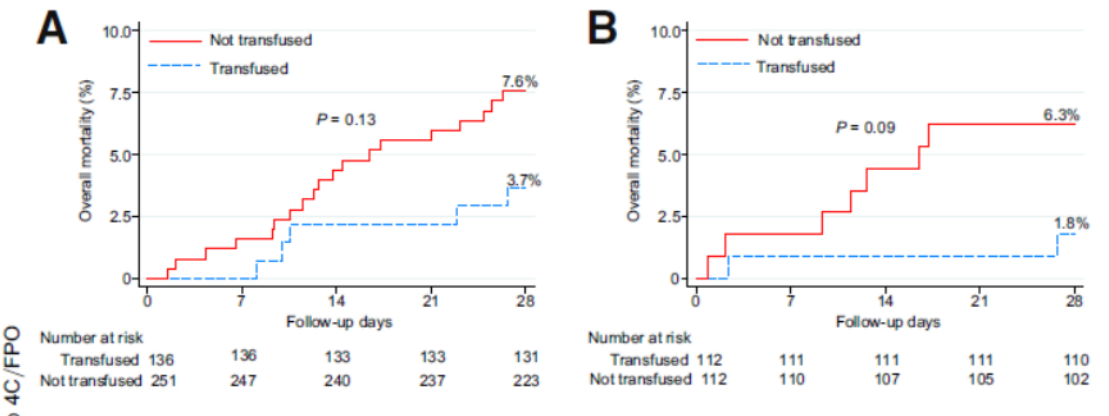 A
10.0
Not transfused
Transfused
7.5
7.6%
P = 0.13
Overall mortality (%)
5.0
3.7%
2.5
0
0 7 14 21 28
Follow-up days
Number at risk
Transfused 136 136 133 133 131
Not transfused 251 247 240 237 223
B
10.0
Not transfused
Transfused
7.5
6.3%
P = 0.09
Overall mortality (%)
5.0
2.5
1.8%
0
0 7 14 21 28
Follow-up days
Number at risk
Transfused 112 111 111 111 110
Not transfused 112 110 107 105 102
4C/FPO